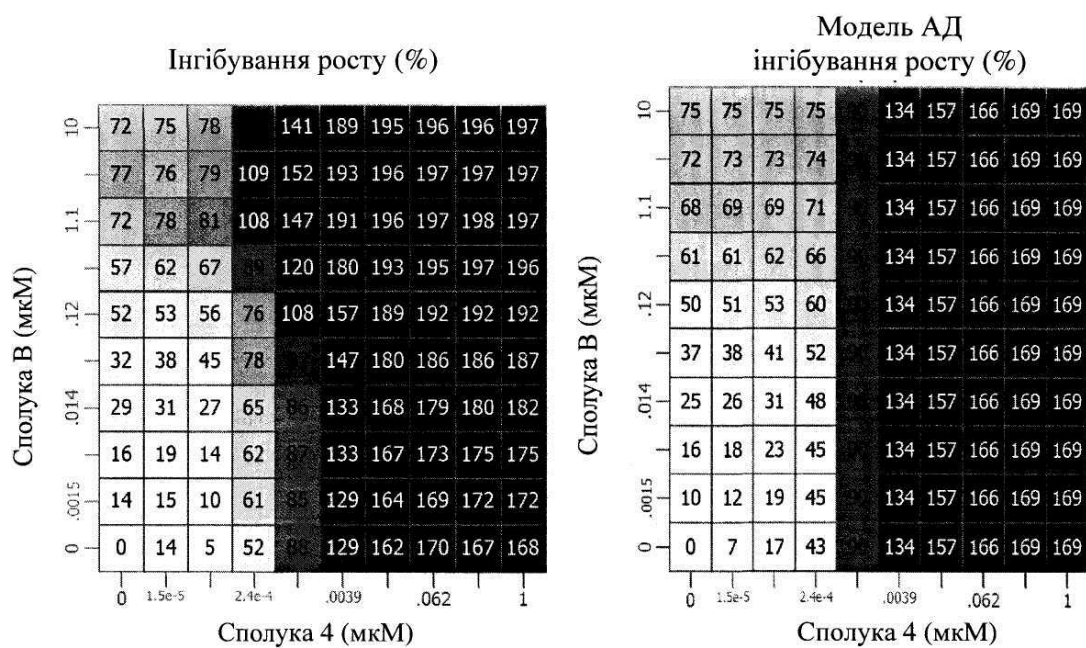 Інгібування росту (%)
Модель АД
інгібування росту (%)
10 72 75 78 141 189 195 196 196 197
77 76 79 109 152 193 196 197 197 197
1.1 72 78 81 108 147 191 196 197 198 197
57 62 67 89 120 180 193 195 197 196
.12 52 53 56 76 108 157 189 192 192 192
32 38 45 78 147 180 186 186 187
.014 29 31 27 65 86 133 168 179 180 182
16 19 14 62 87 133 167 173 175 175
.0015 14 15 10 61 85 129 164 169 172 172
0 0 14 5 52 88 129 162 170 167 168
0 1.5e-5 2.4e-4 .0039 .062 1
Сполука В (мкМ)
Сполука 4 (мкМ)
10 75 75 75 75 134 157 166 169 169
72 73 73 74 134 157 166 169 169
1.1 68 69 69 71 134 157 166 169 169
61 61 62 66 134 157 166 169 169
.12 50 51 53 60 134 157 166 169 169
37 38 41 52 134 157 166 169 169
.014 25 26 31 48 134 157 166 169 169
16 18 23 45 134 157 166 169 169
.0015 10 12 19 45 134 157 166 169 169
0 0 7 17 43 134 157 166 169 169
0 1.5e-5 2.4e-4 .0039 .062 1
Сполука В (мкМ)
Сполука 4 (мкМ)